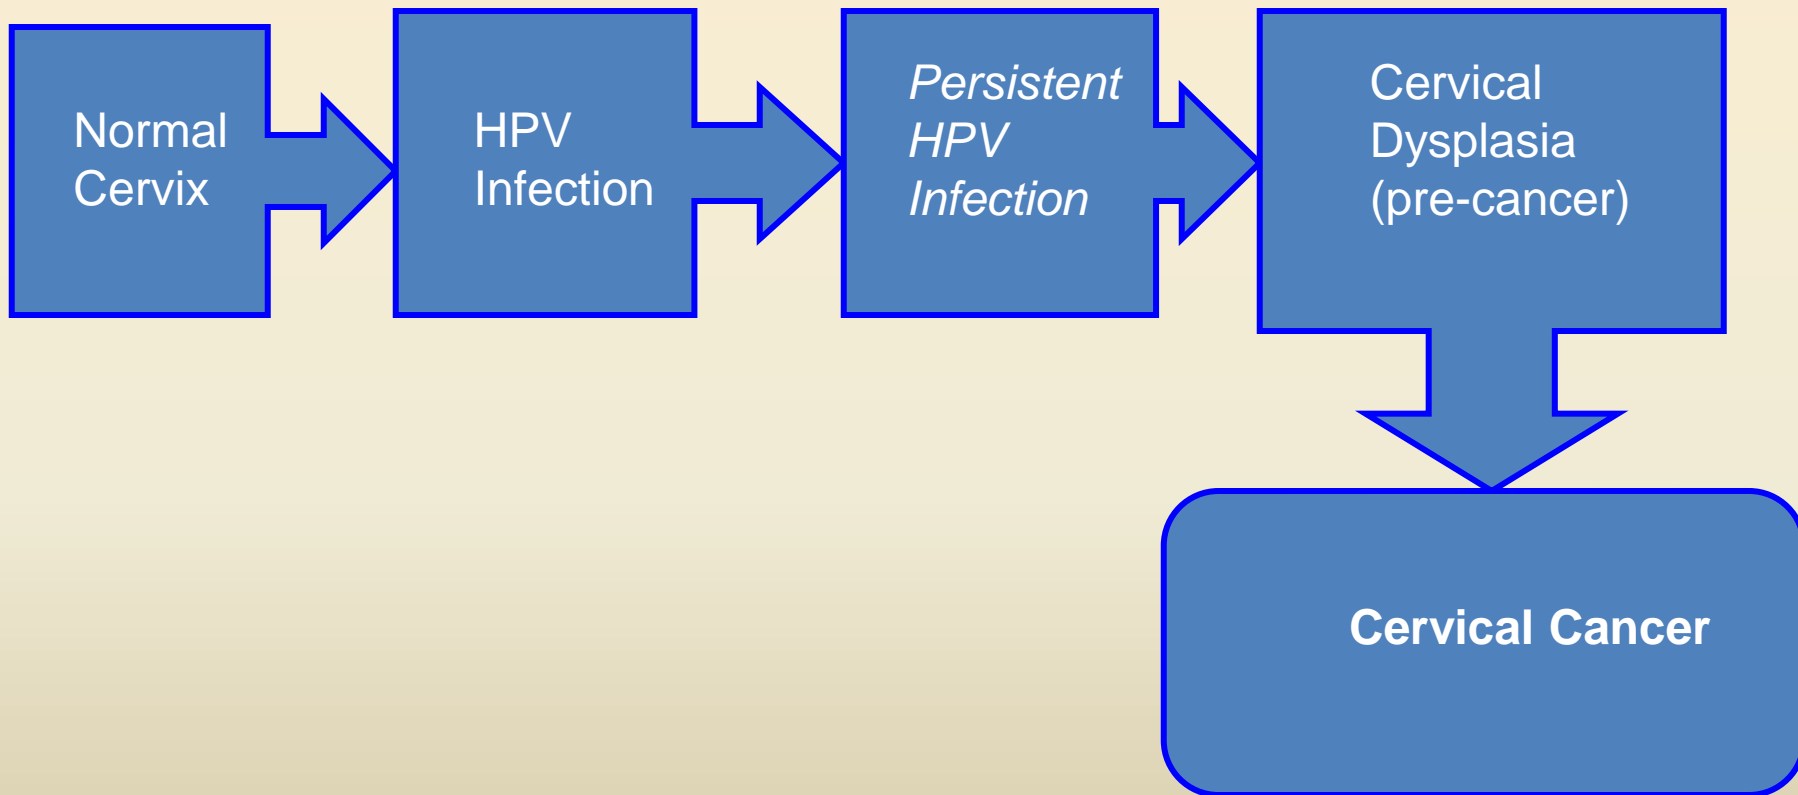 Normal
Cervix
HPV
Infection
Persistent
HPV
Infection
Cervical
Dysplasia
(pre-cancer)
Cervical Cancer